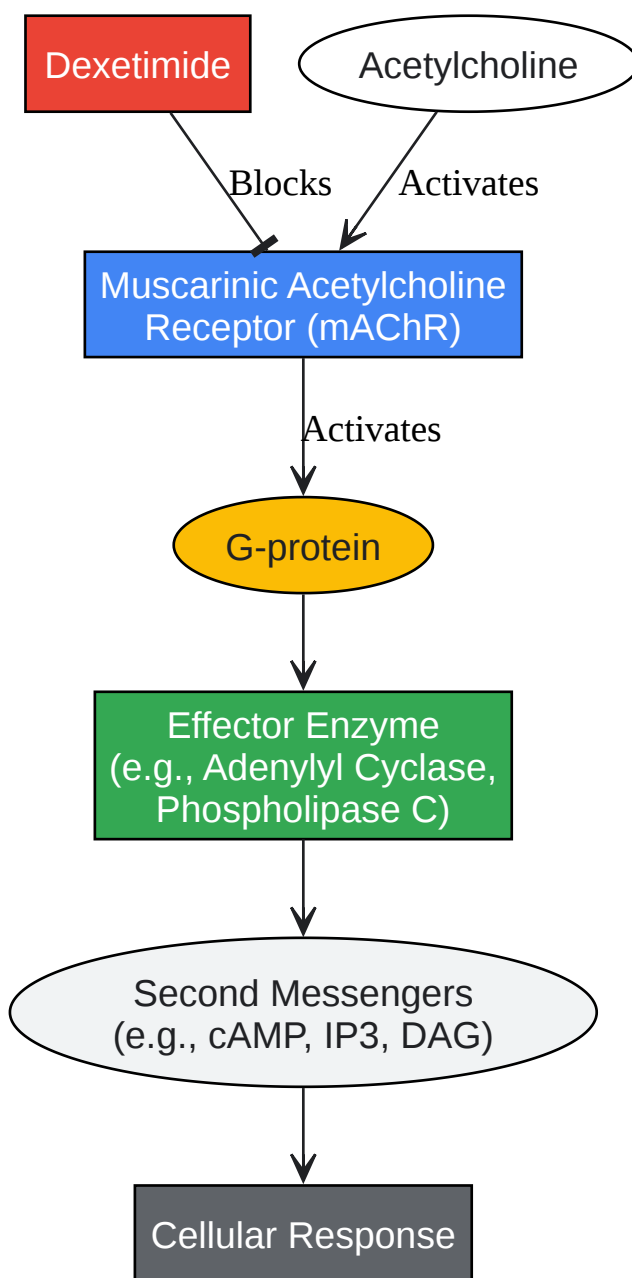 Dexetimide
Acetylcholine
Blocks
Activates
Muscarinic Acetylcholine
Receptor (mAChR)
Activates
G-protein
Effector Enzyme
(e.g., Adenylyl Cyclase,
Phospholipase C)
Second Messengers
(e.g., cAMP, IP3, DAG)
Cellular Response